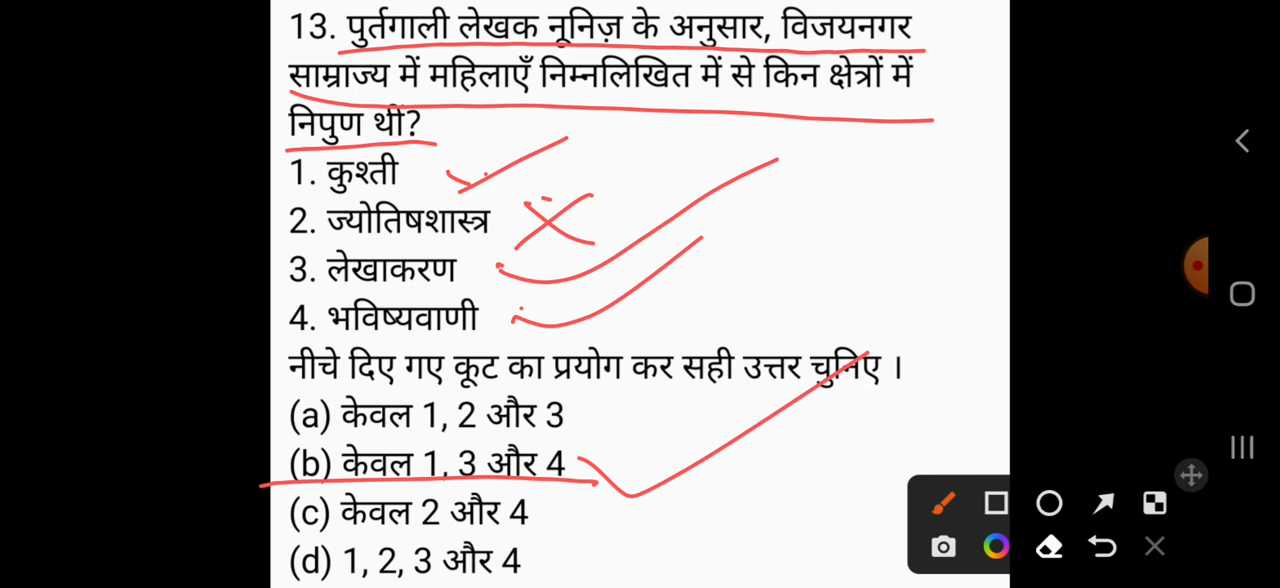 13. पुर्तगाली लेखक नूनिज़ के अनुसार, विजयनगर
साम्राज्य में महिलाएँ निम्नलिखित में से किन क्षेत्रों में
निपुण थीं?
1. कुश्ती
2. ज्योतिषशास्त्र
3. लेखाकरण
4. भविष्यवाणी
नीचे दिए गए कूट का प्रयोग कर सही उत्तर चुनिए ।
(a) केवल 1, 2 और 3
(b) केवल 1, 3 और 4
(c) केवल 2 और 4
(d) 1, 2, 3 और 4